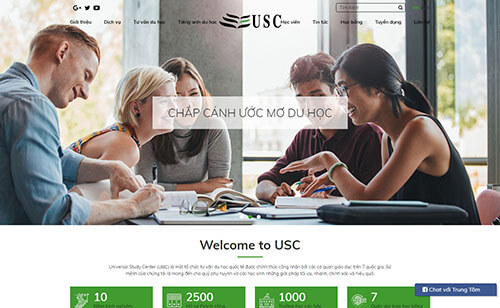 Tìm kiếm
Giới thiệu Dịch vụ Tư vấn du học Tiếng anh du học USC Học viên Tin tức Học bổng Tuyển dụng
CHẮP CÁNH ƯỚC MƠ DU HỌC
Welcome to USC
Universal Study Center (USC) là một tổ chức tư vấn du học quốc tế được chính thức công nhận bởi các cơ quan giáo dục trên 7 quốc gia. Sứ
mệnh của chúng tôi là mang đến cho quý phụ huynh và các học sinh những giải pháp tối ưu, nhanh, chính xác và hiệu quả.
10
2500
1000
7
Chat với Trung Tâm